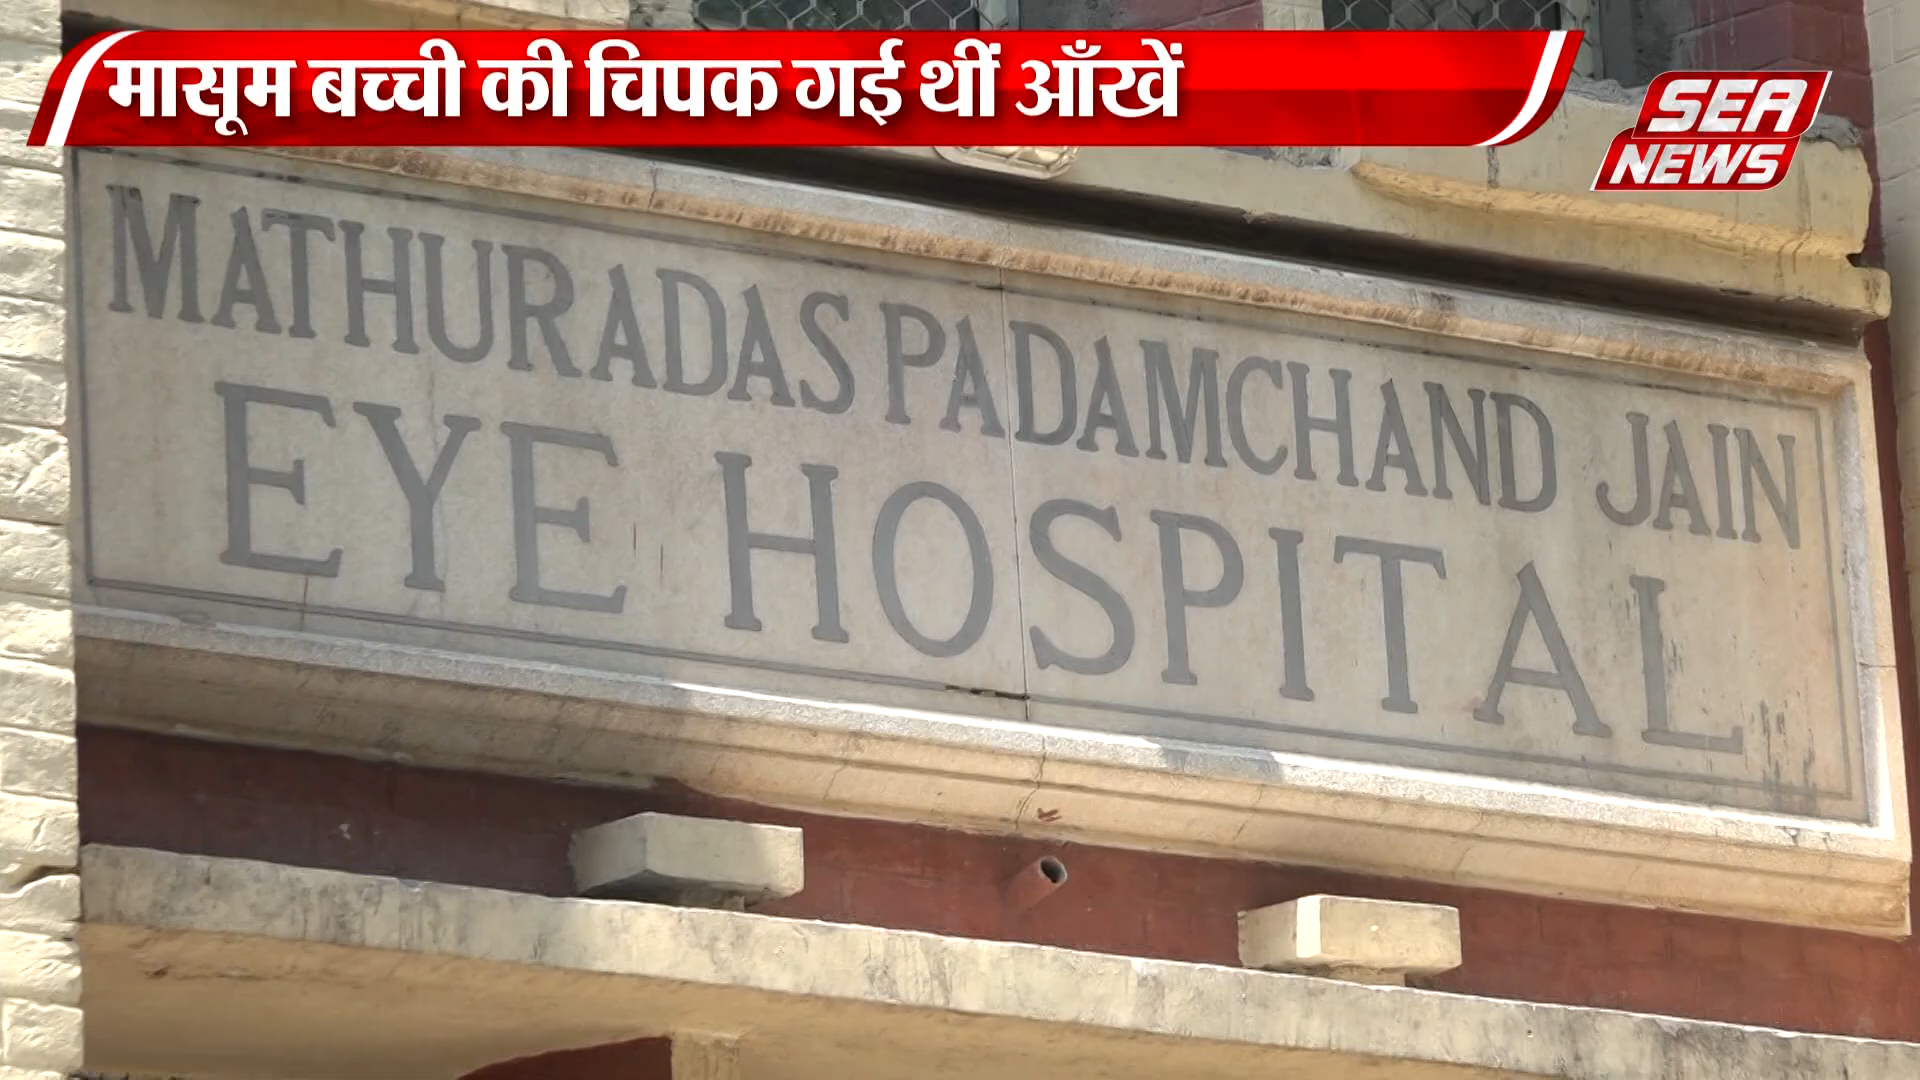 मासूम बच्ची की चिपक गई थीं आँखें
SEA
NEWS
MATHURADAS PADAMCHAND JAIN
EYE HOSPITAL